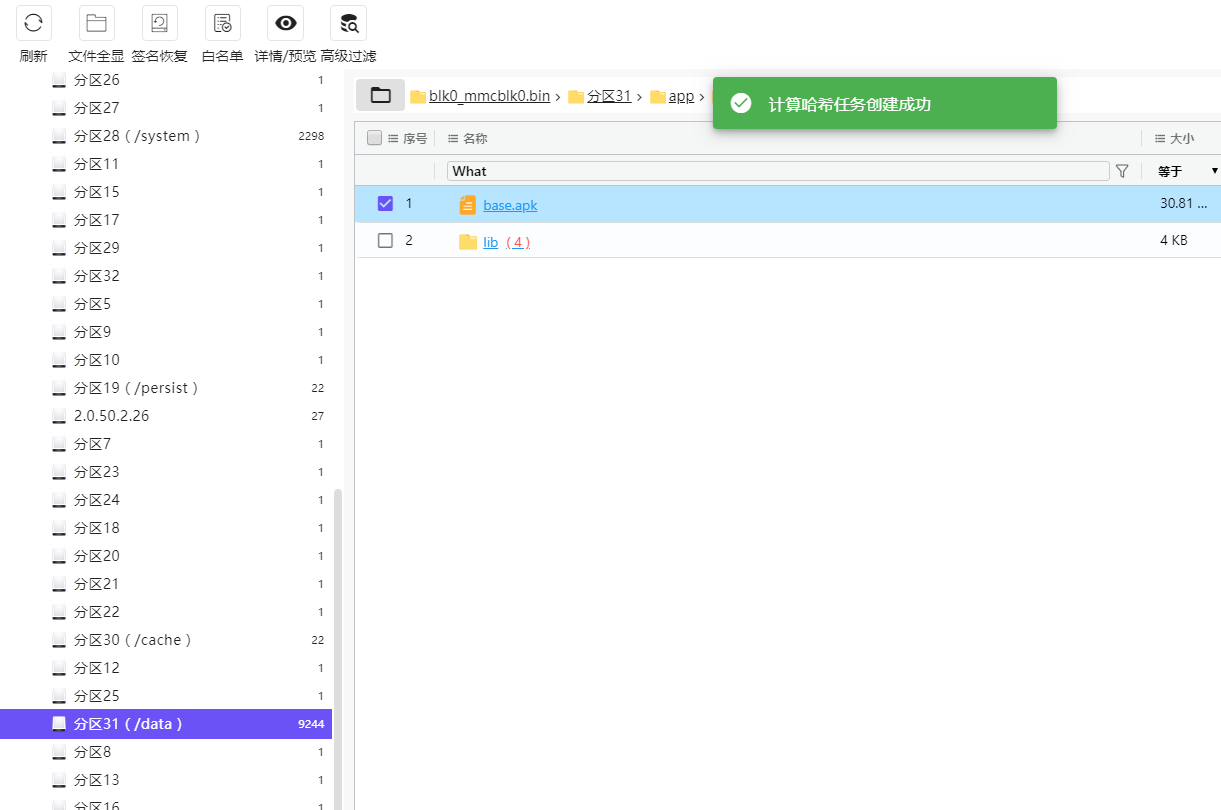 刷新 文件全显 签名恢复 白名单 详情/预览 高级过滤
分区26 1
分区27 1
分区28 ( /system ) 2298
分区11 1
分区15 1
分区17 1
分区29 1
分区32 1
分区5 1
分区9 1
分区10 1
分区19 ( /persist ) 22
2.0.50.2.26 27
分区7 1
分区23 1
分区24 1
分区18 1
分区20 1
分区21 1
分区22 1
分区30 ( /cache ) 22
分区12 1
分区25 1
分区31 ( /data ) 9244
分区8 1
分区13 1
分区16 1
blk0_mmcblk0.bin › 分区31 › app ›
计算哈希任务创建成功
序号 名称 大小
What 等于
1 base.apk 30.81 ...
2 lib ( 4 ) 4 KB